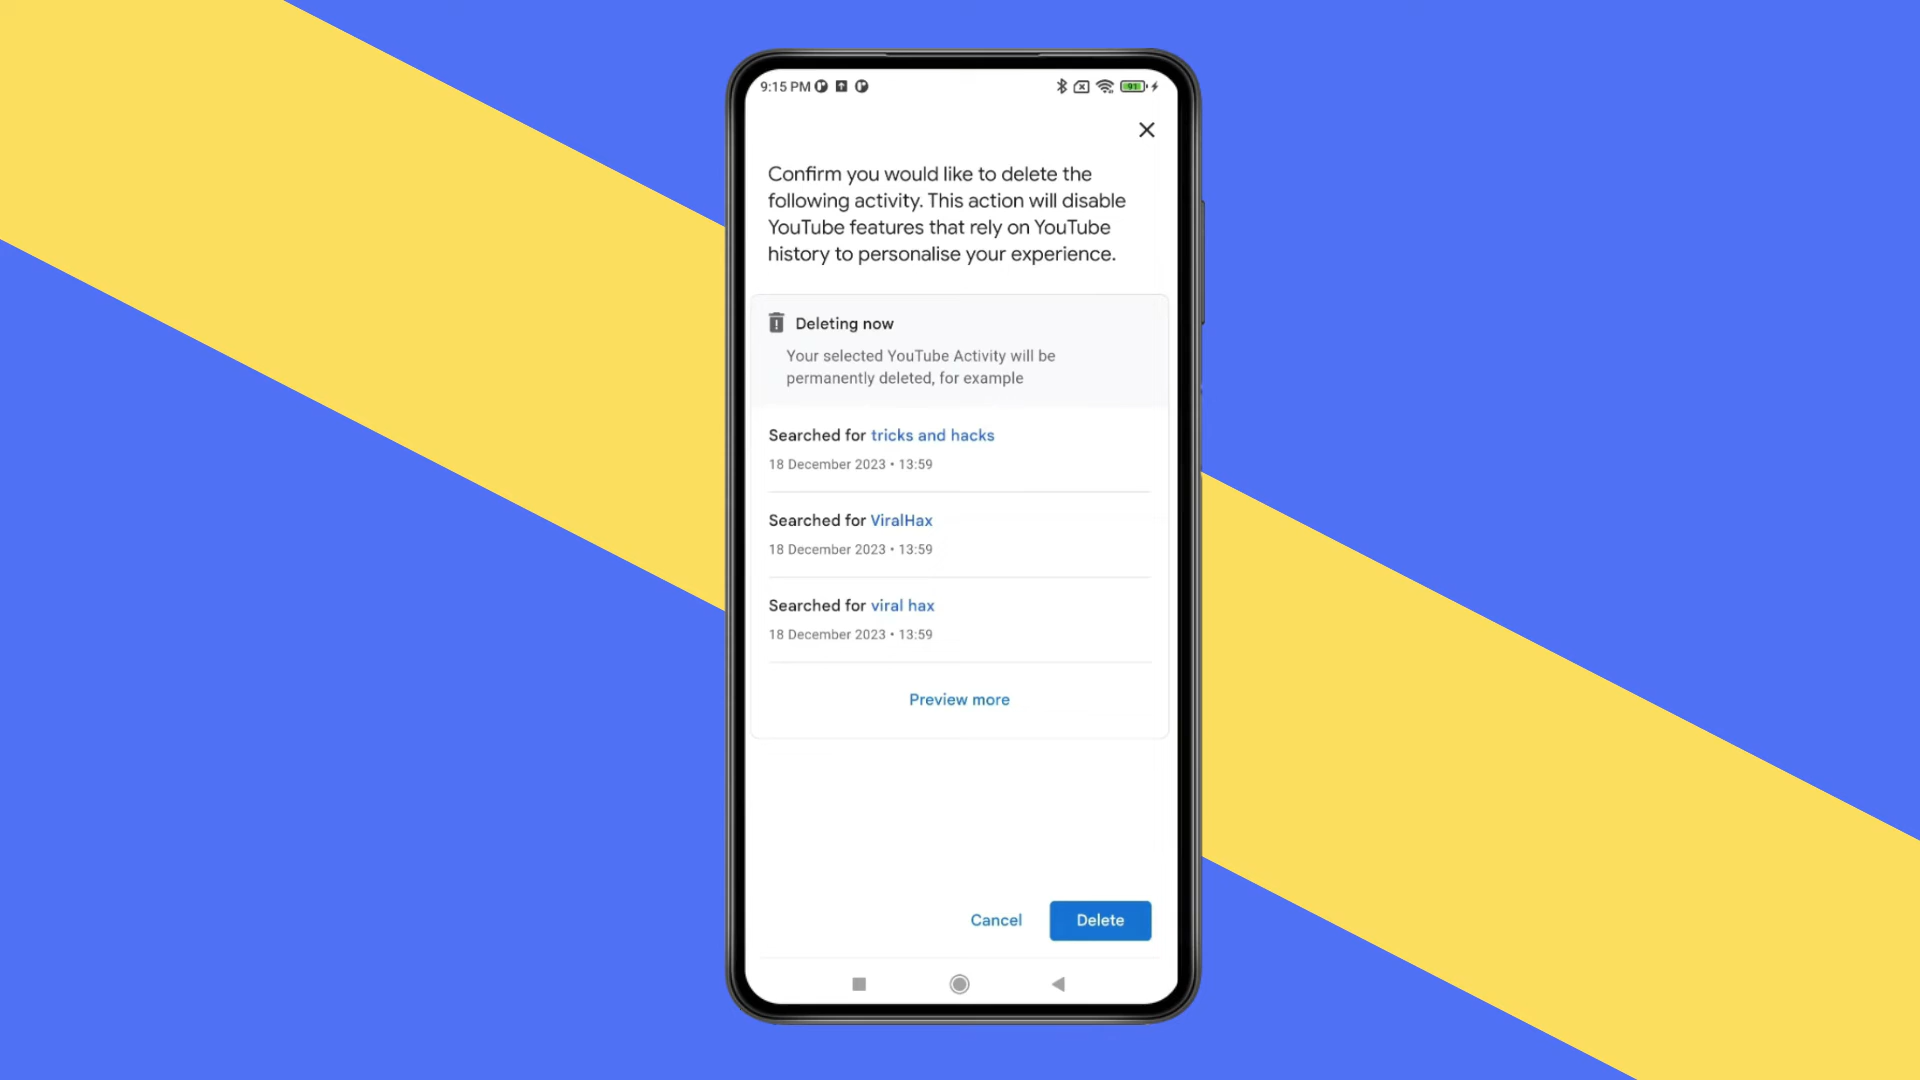 9:15 PM
91
Confirm you would like to delete the
following activity. This action will disable
YouTube features that rely on YouTube
history to personalise your experience.
Deleting now
Your selected YouTube Activity will be
permanently deleted, for example
Searched for tricks and hacks
18 December 2023 • 13:59
Searched for ViralHax
18 December 2023 • 13:59
Searched for viral hax
18 December 2023 • 13:59
Preview more
Cancel
Delete